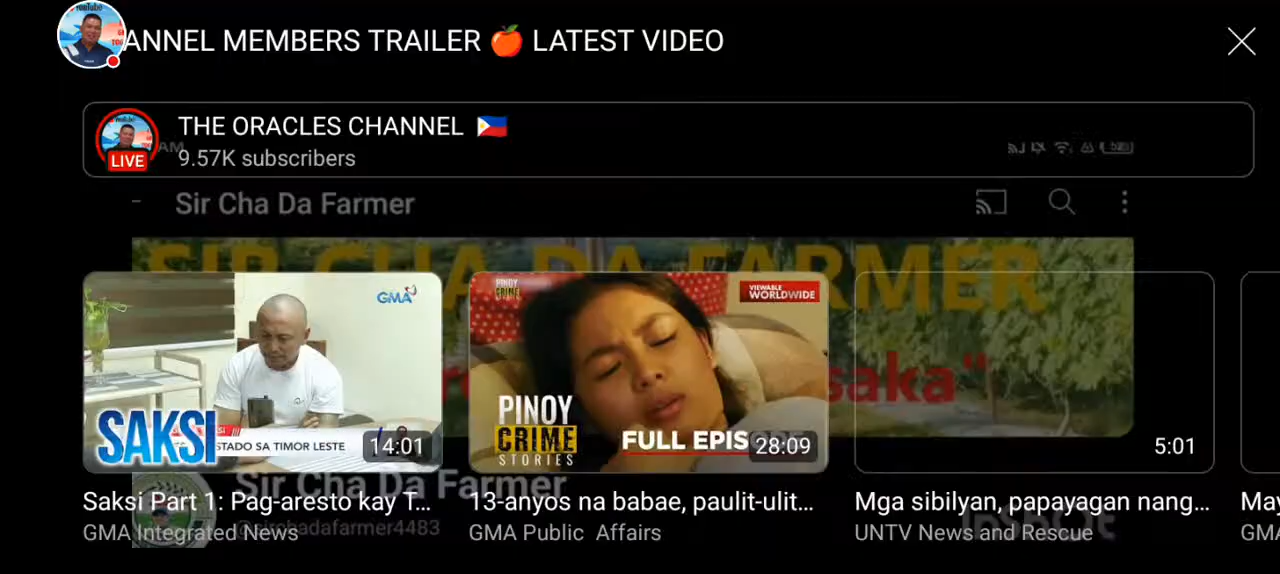 ANNEL MEMBERS TRAILER 🍎 LATEST VIDEO
THE ORACLES CHANNEL 🇵🇭
LIVE
9.57K subscribers
Sir Cha Da Farmer
SIR CHA DA FARMER
saka"
GMA
SAKSI
STADO SA TIMOR LESTE
14:01
PINOY CRIME
VIEWABLE WORLDWIDE
PINOY
CRIME
STORIES
FULL EPIS
28:09
5:01
Sir Cha Da Farmer
Saksi Part 1: Pag-aresto kay T...
13-anyos na babae, paulit-ulit...
Mga sibilyan, papayagan nang...
May
GMA Integrated News
GMA Public Affairs
UNTV News and Rescue
GMA
@sirchadafarmer4483